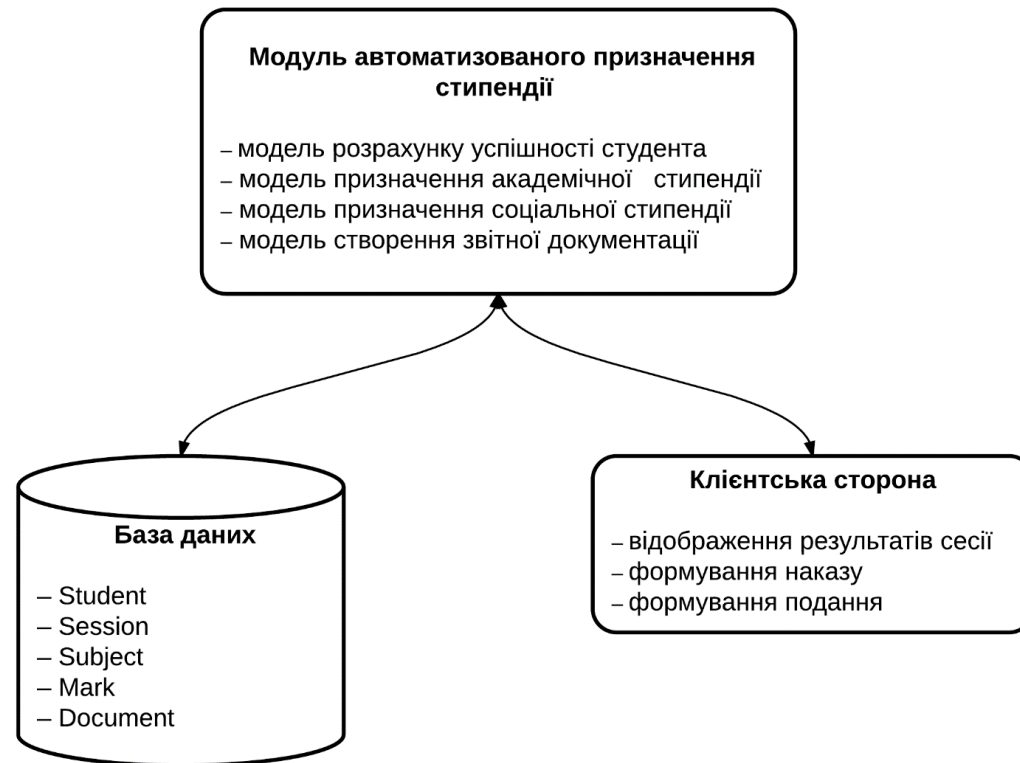 Модуль автоматизованого призначення
стипендії
– модель розрахунку успішності студента
– модель призначення академічної стипендії
– модель призначення соціальної стипендії
– модель створення звітної документації
База даних
– Student
– Session
– Subject
– Mark
– Document
Клієнтська сторона
– відображення результатів сесії
– формування наказу
– формування подання